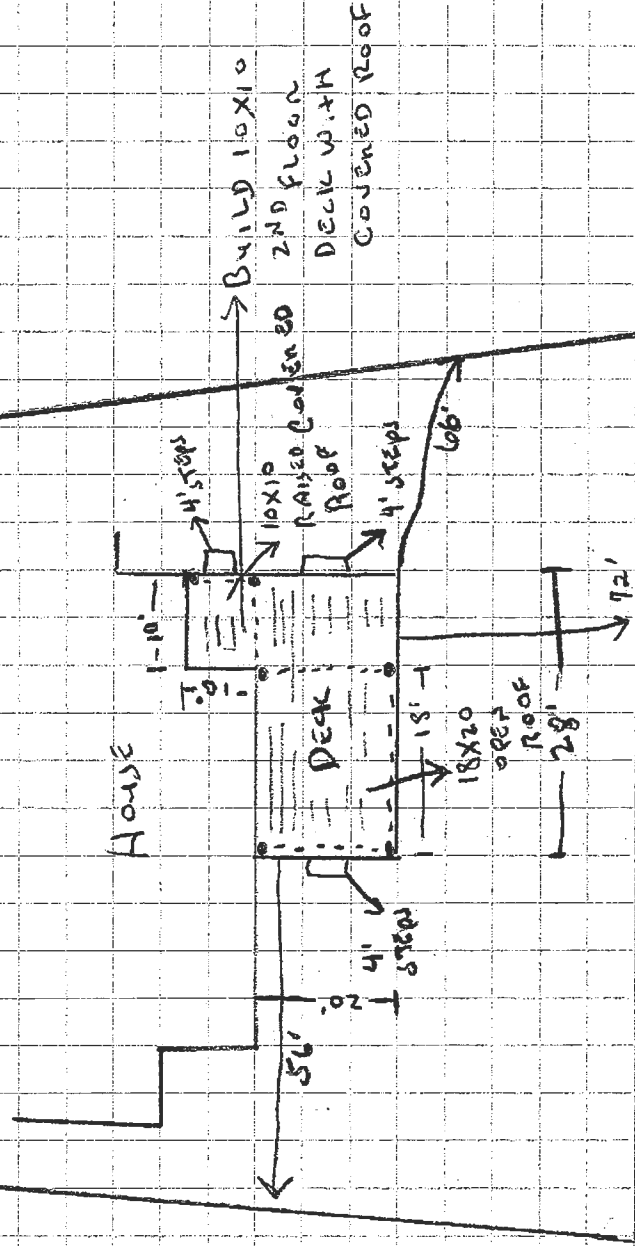 BUILD 10X10
2ND FLOOR
DECK WITH
COVERED ROOF
4' STEPS
10X10
RAISED COVERED
ROOF
4' STEPS
66'
10'
10'
HOUSE
DECK
18'
18X20
OPEN
ROOF
28'
72'
4'
STEPS
20'
56'